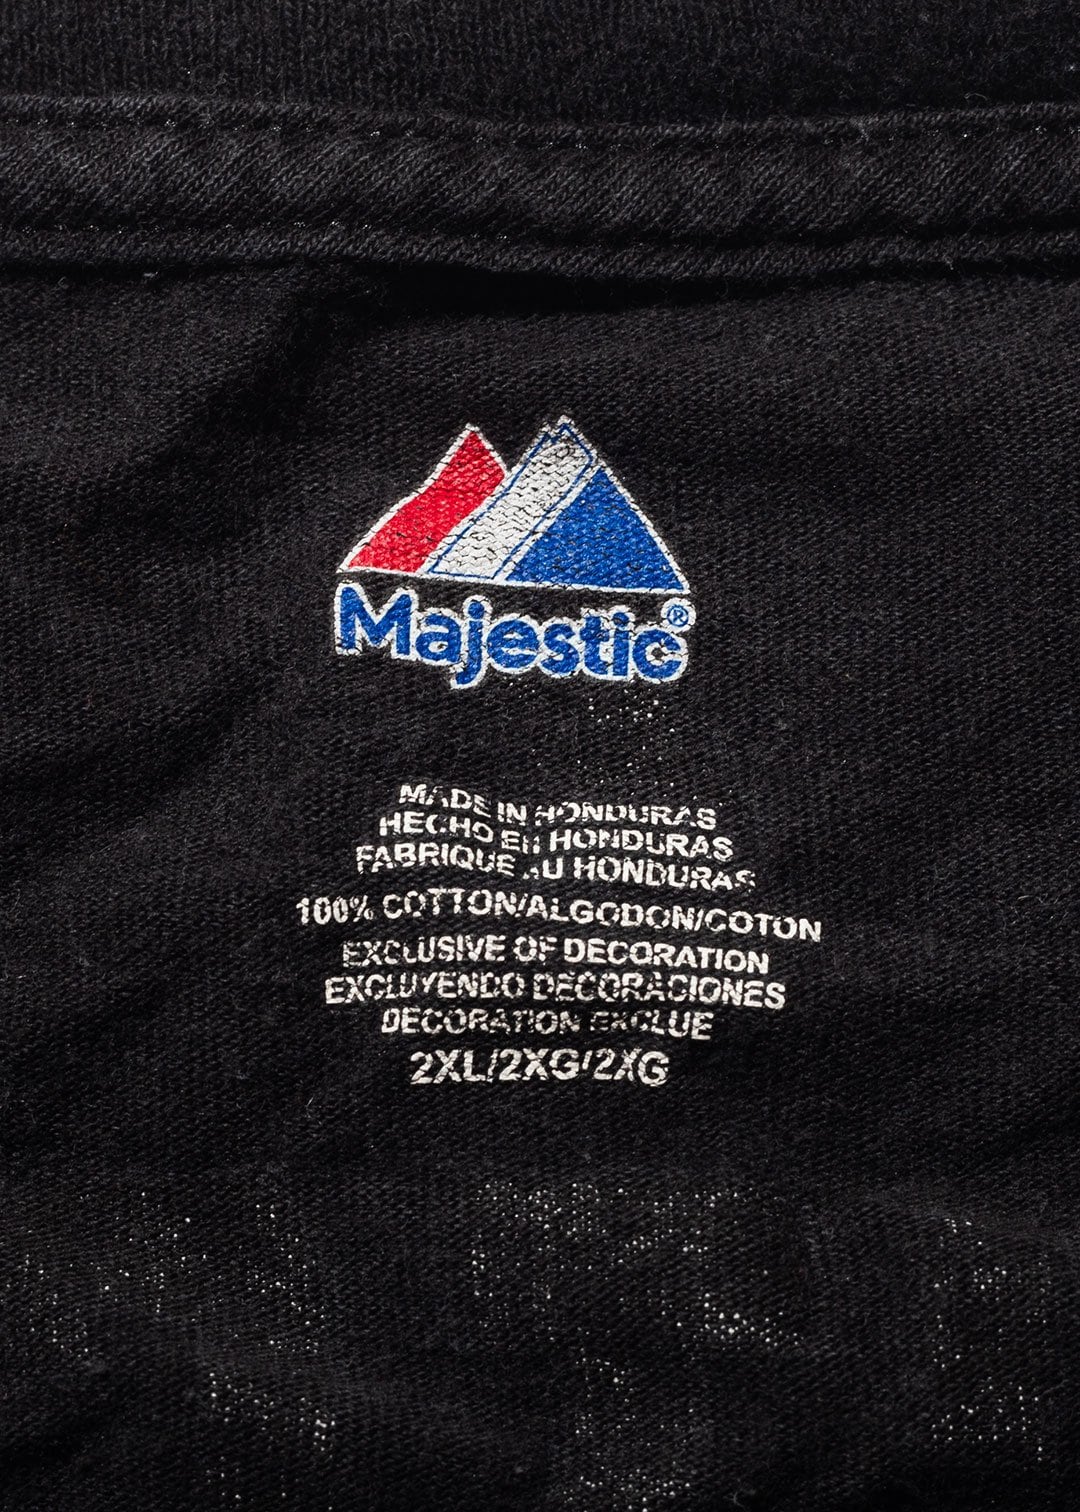 Majestic®
MADE IN HONDURAS
HECHO EN HONDURAS
FABRIQUE AU HONDURAS
100% COTTON/ALGODON/COTON
EXCLUSIVE OF DECORATION
EXCLUYENDO DECORACIONES
DECORATION EXCLUE
2XL/2XG/2XG